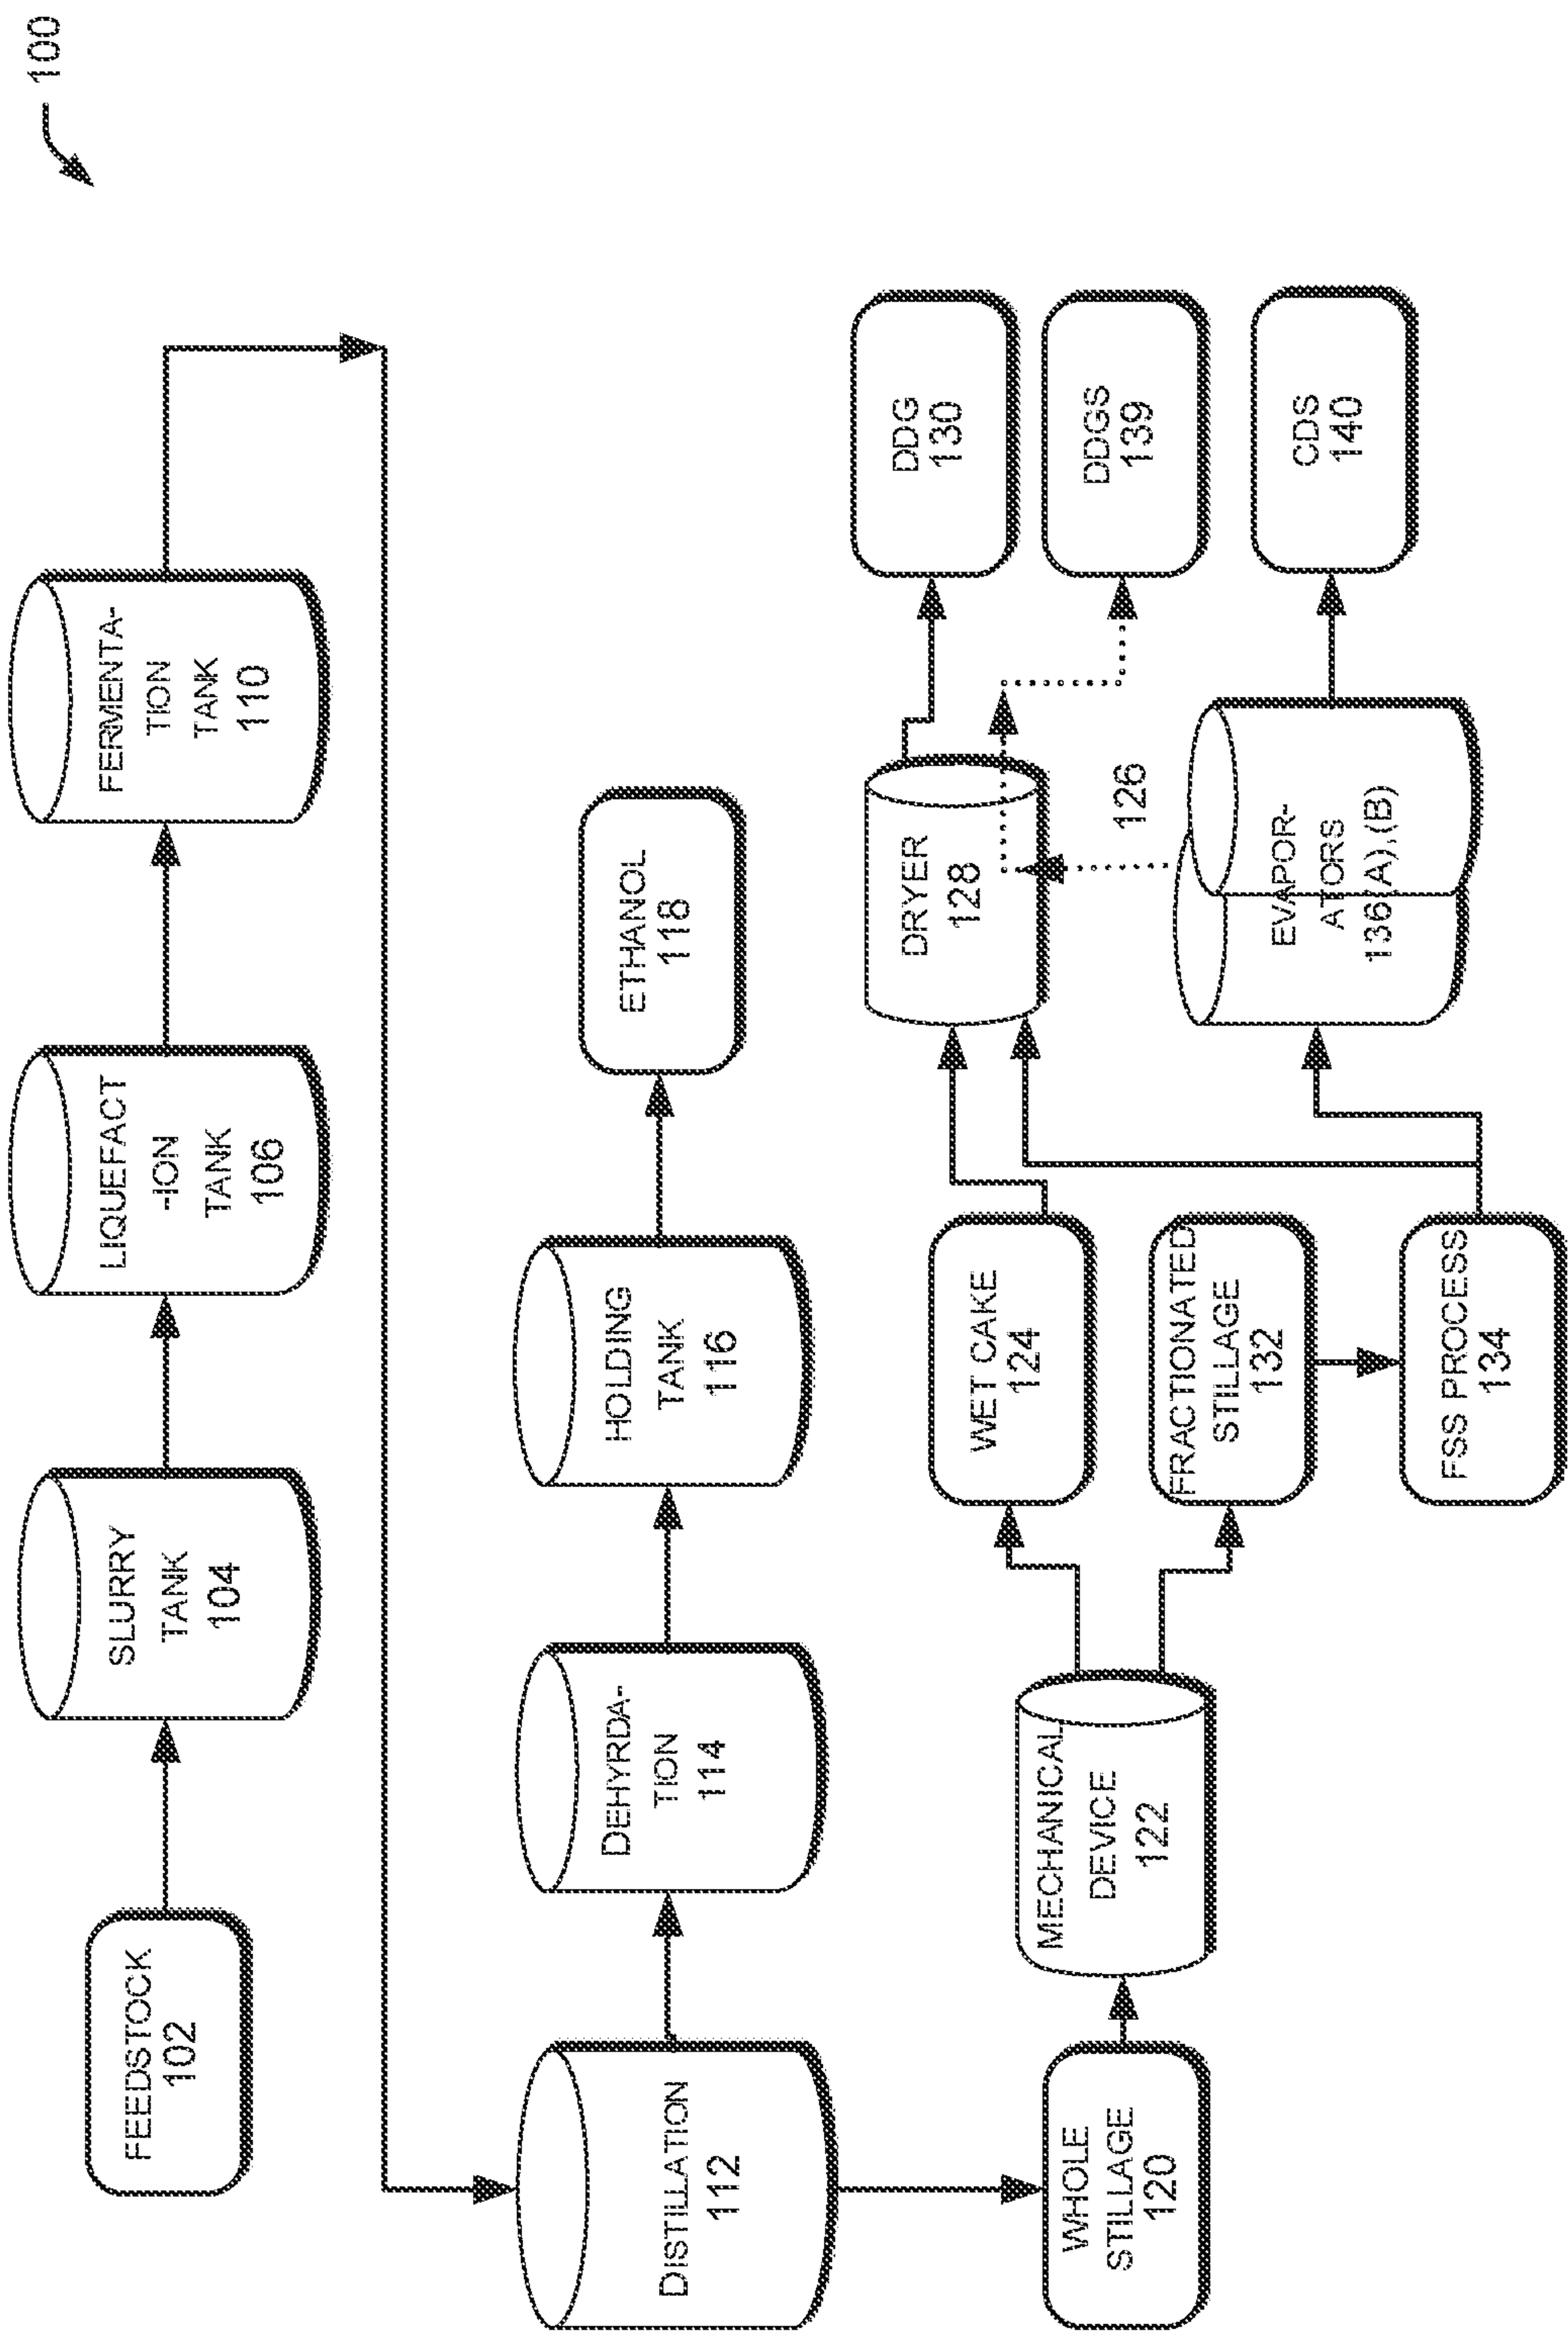 100
FEEDSTOCK
102
SLURRY
TANK
104
LIQUEFACT
-ION
TANK
106
FERMENTA-
TION
TANK
110
DISTILLATION
112
DEHYRDA-
TION
114
HOLDING
TANK
116
ETHANOL
118
WHOLE
STILLAGE
120
MECHANICAL
DEVICE
122
WET CAKE
124
FRACTIONATED
STILLAGE
132
FSS PROCESS
134
DRYER
128
126
EVAPOR-
ATORS
136(A),(B)
DDG
130
DDGS
139
CDS
140